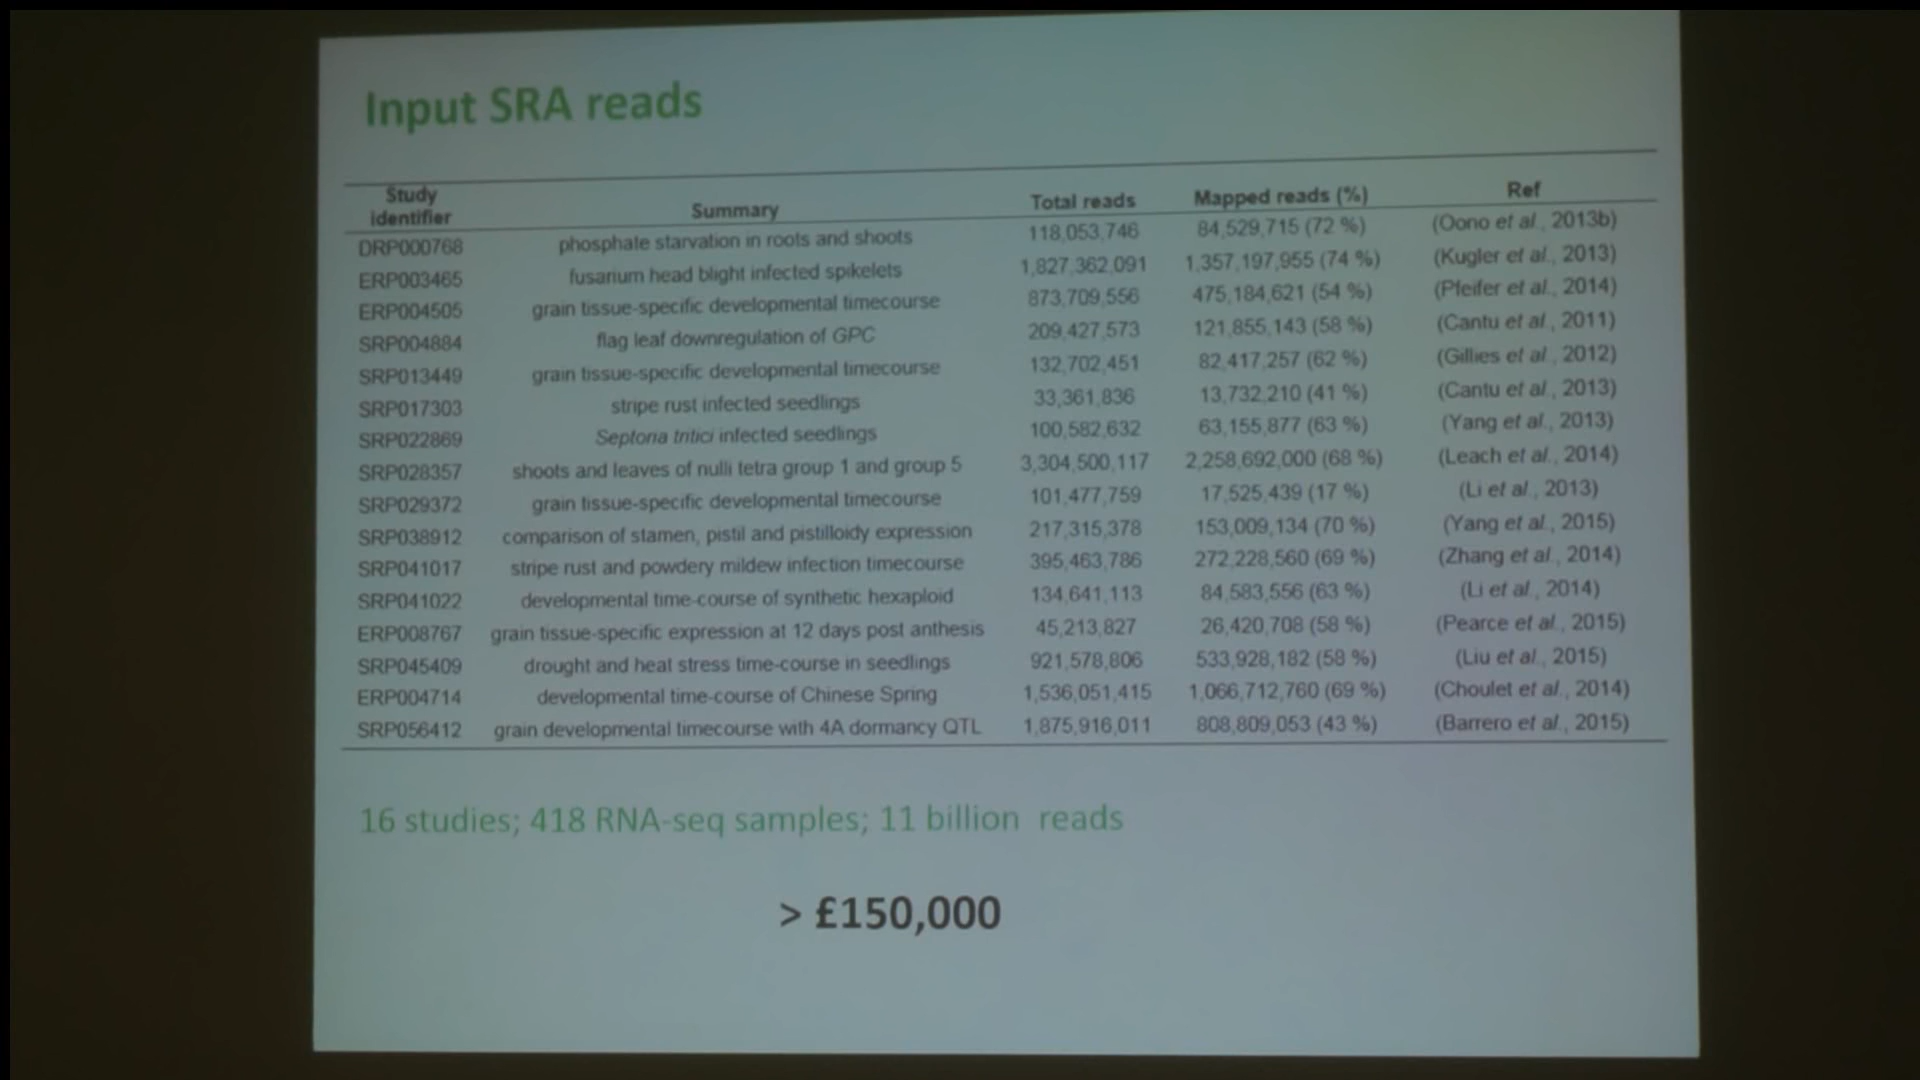 Input SRA reads
Study identifier Summary Total reads Mapped reads (%) Ref
DRP000768 phosphate starvation in roots and shoots 118,053,746 84,529,715 (72 %) (Oono et al., 2013b)
ERP003465 fusarium head blight infected spikelets 1,827,362,091 1,357,197,955 (74 %) (Kugler et al., 2013)
ERP004505 grain tissue-specific developmental timecourse 873,709,556 475,184,621 (54 %) (Pfeifer et al., 2014)
SRP004884 flag leaf downregulation of GPC 209,427,573 121,855,143 (58 %) (Cantu et al., 2011)
SRP013449 grain tissue-specific developmental timecourse 132,702,451 82,417,257 (62 %) (Gillies et al., 2012)
SRP017303 stripe rust infected seedlings 33,361,836 13,732,210 (41 %) (Cantu et al., 2013)
SRP022869 Septoria tritici infected seedlings 100,582,632 63,155,877 (63 %) (Yang et al., 2013)
SRP028357 shoots and leaves of nulli tetra group 1 and group 5 3,304,500,117 2,258,692,000 (68 %) (Leach et al., 2014)
SRP029372 grain tissue-specific developmental timecourse 101,477,759 17,525,439 (17 %) (Li et al., 2013)
SRP038912 comparison of stamen, pistil and pistilloidy expression 217,315,378 153,009,134 (70 %) (Yang et al., 2015)
SRP041017 stripe rust and powdery mildew infection timecourse 395,463,786 272,228,560 (69 %) (Zhang et al., 2014)
SRP041022 developmental time-course of synthetic hexaploid 134,641,113 84,583,556 (63 %) (Li et al., 2014)
ERP008767 grain tissue-specific expression at 12 days post anthesis 45,213,827 26,420,708 (58 %) (Pearce et al., 2015)
SRP045409 drought and heat stress time-course in seedlings 921,578,806 533,928,182 (58 %) (Liu et al., 2015)
ERP004714 developmental time-course of Chinese Spring 1,536,051,415 1,066,712,760 (69 %) (Choulet et al., 2014)
SRP056412 grain developmental timecourse with 4A dormancy QTL 1,875,916,011 808,809,053 (43 %) (Barrero et al., 2015)
16 studies; 418 RNA-seq samples; 11 billion reads
> £150,000